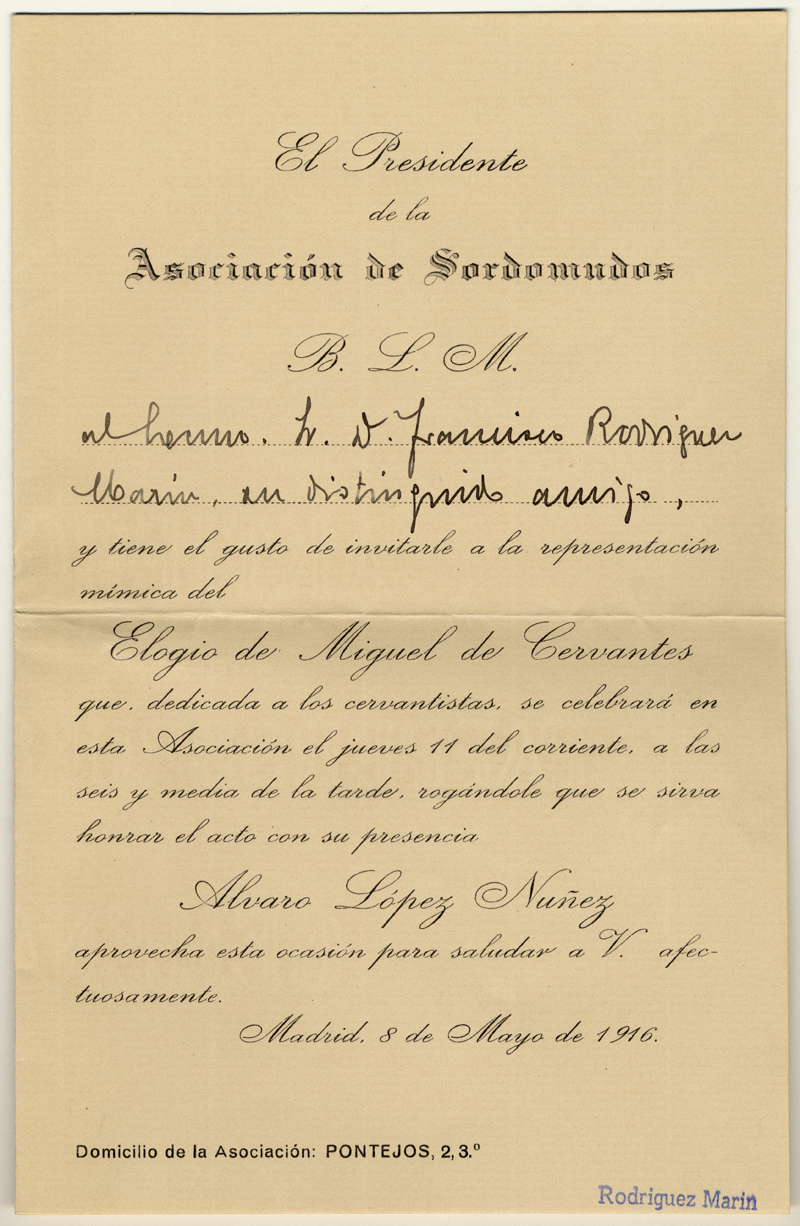 El Presidente
de la
Asociación de Sordomudos
B. L. M.
al Excmo. Sr. D. Francisco Rodriguez
Marín, su distinguido amigo,
y tiene el gusto de invitarle a la representación
mímica del
Elogio de Miguel de Cervantes
que, dedicada a los cervantistas, se celebrará en
esta Asociación el jueves 11 del corriente, a las
seis y media de la tarde, rogándole que se sirva
honrar el acto con su presencia
Alvaro López Nuñez
aprovecha esta ocasión para saludar a V. afec-
tuosamente.
Madrid, 8 de Mayo de 1916.
Domicilio de la Asociación: PONTEJOS, 2, 3.º
Rodriguez Marin